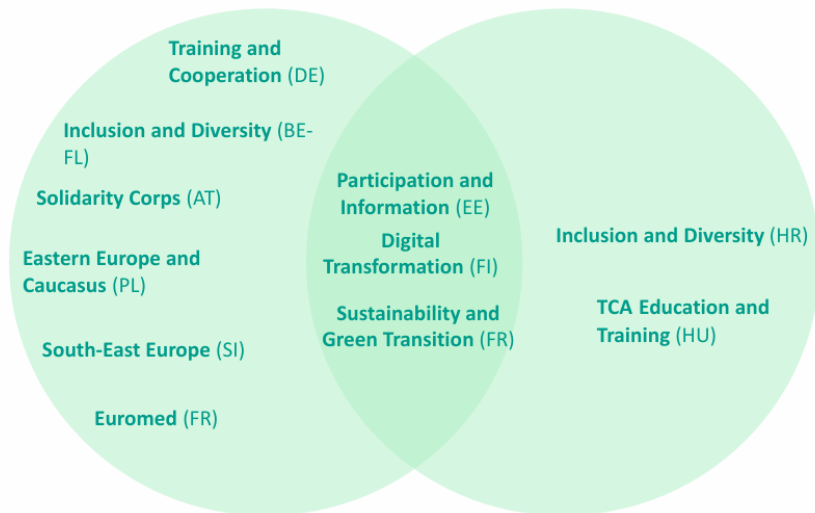 Training and
Cooperation (DE)
Inclusion and Diversity (BE-
FL)
Solidarity Corps (AT)
Eastern Europe and
Caucasus (PL)
South-East Europe (SI)
Euromed (FR)
Participation and
Information (EE)
Digital
Transformation (FI)
Sustainability and
Green Transition (FR)
Inclusion and Diversity (HR)
TCA Education and
Training (HU)